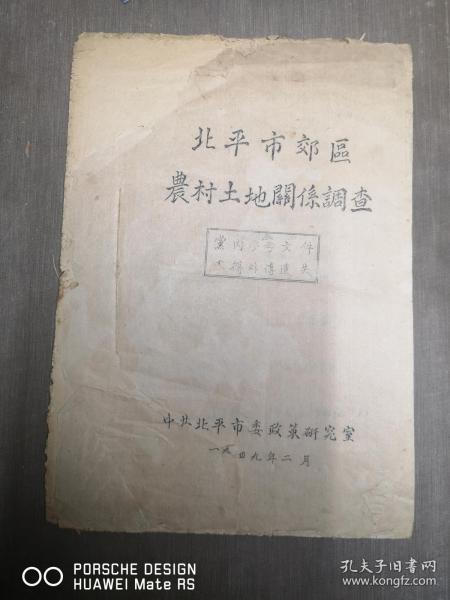 北平市郊區
農村土地關係調查
黨内參考文件
不得外傳遺失
中共北平市委政策研究室
一九四九年二月
PORSCHE DESIGN
HUAWEI Mate RS
孔夫子旧书网
www.kongfz.com